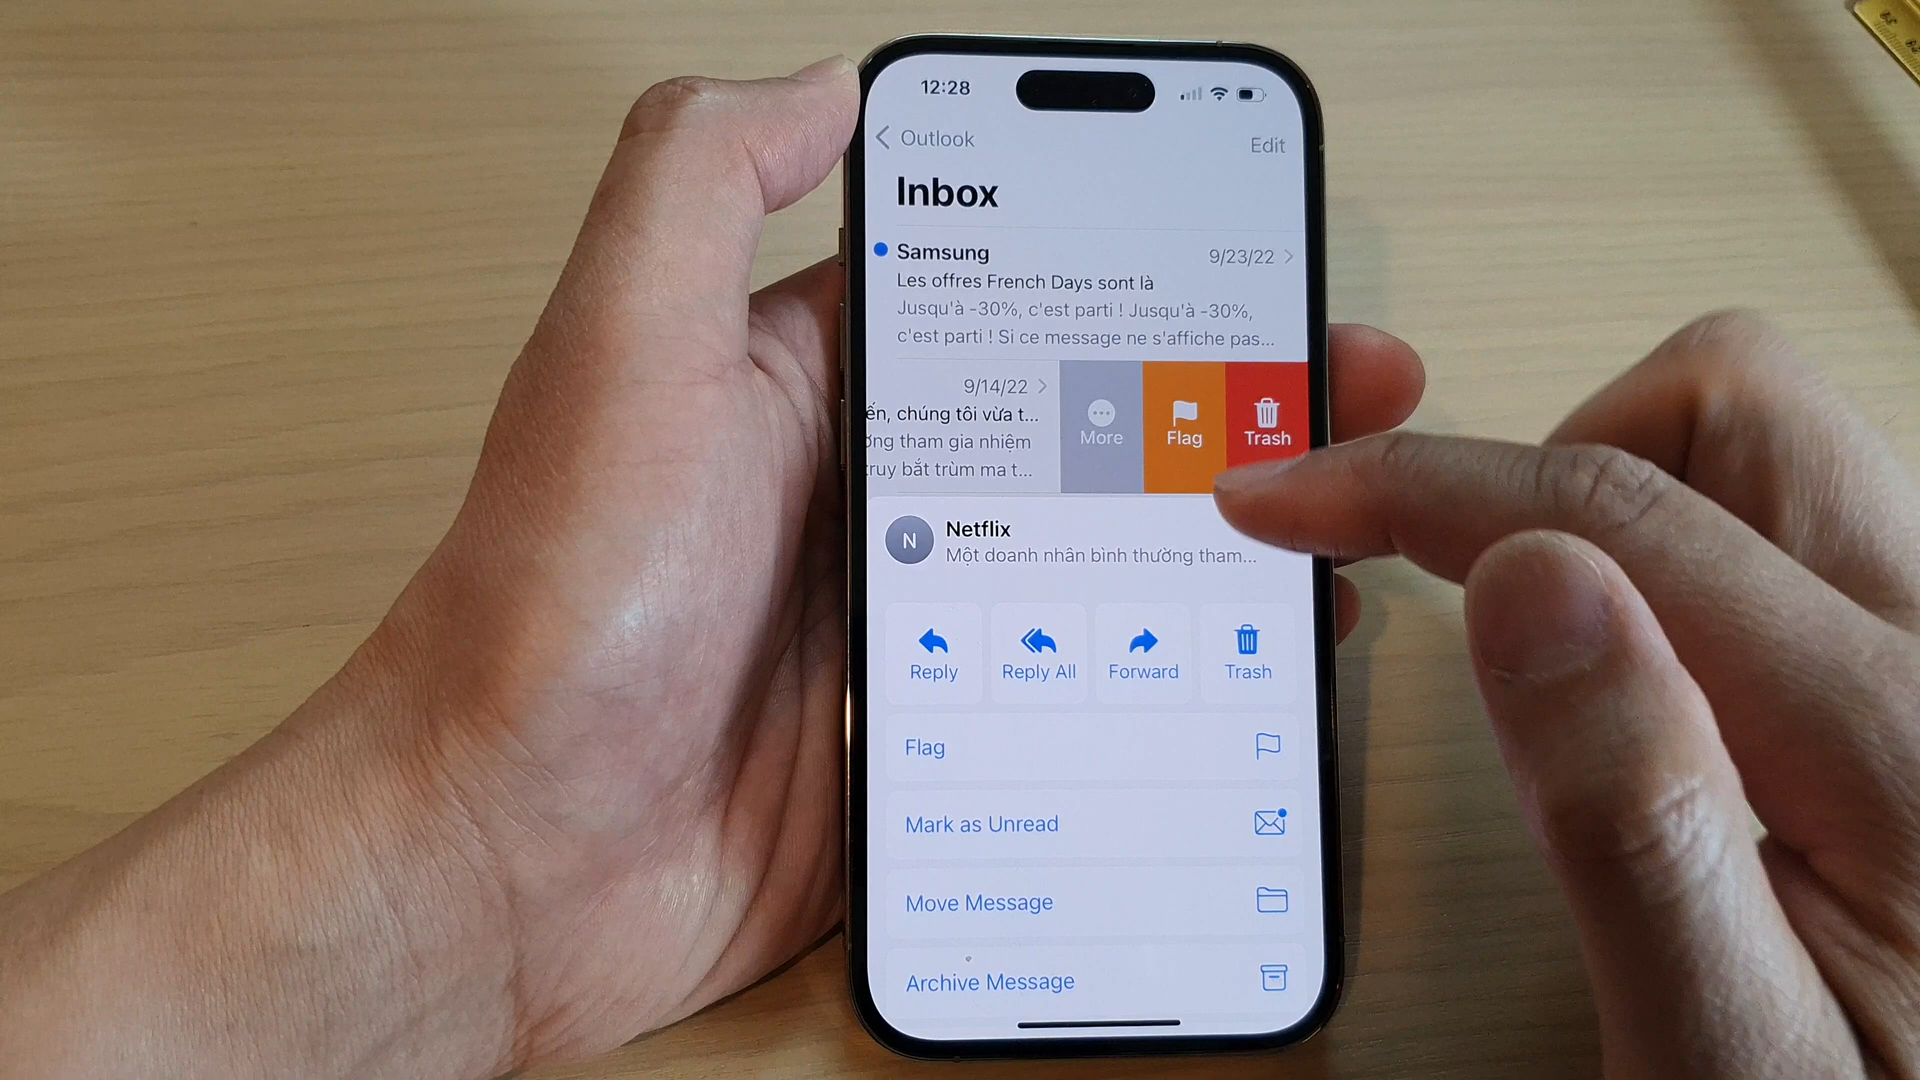 12:28
Outlook
Edit
Inbox
Samsung
9/23/22
Les offres French Days sont là
Jusqu'à -30%, c'est parti ! Jusqu'à -30%,
c'est parti ! Si ce message ne s'affiche pas...
9/14/22
ến, chúng tôi vừa t...
ờng tham gia nhiệm
truy bắt trùm ma t...
More
Flag
Trash
N
Netflix
Một doanh nhân bình thường tham...
Reply
Reply All
Forward
Trash
Flag
Mark as Unread
Move Message
Archive Message